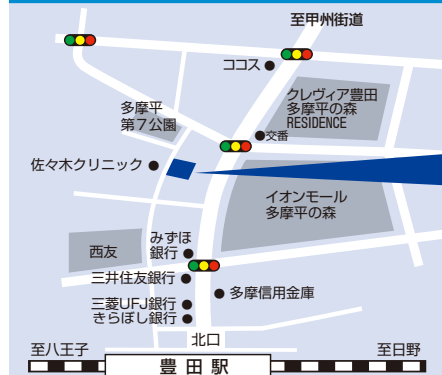 至甲州街道
ココス
クレヴィア豊田
多摩平の森
RESIDENCE
多摩平
第7公園
交番
佐々木クリニック
イオンモール
多摩平の森
みずほ
銀行
西友
三井住友銀行
多摩信用金庫
三菱UFJ銀行
きらぼし銀行
北口
至八王子
至日野
豊田駅